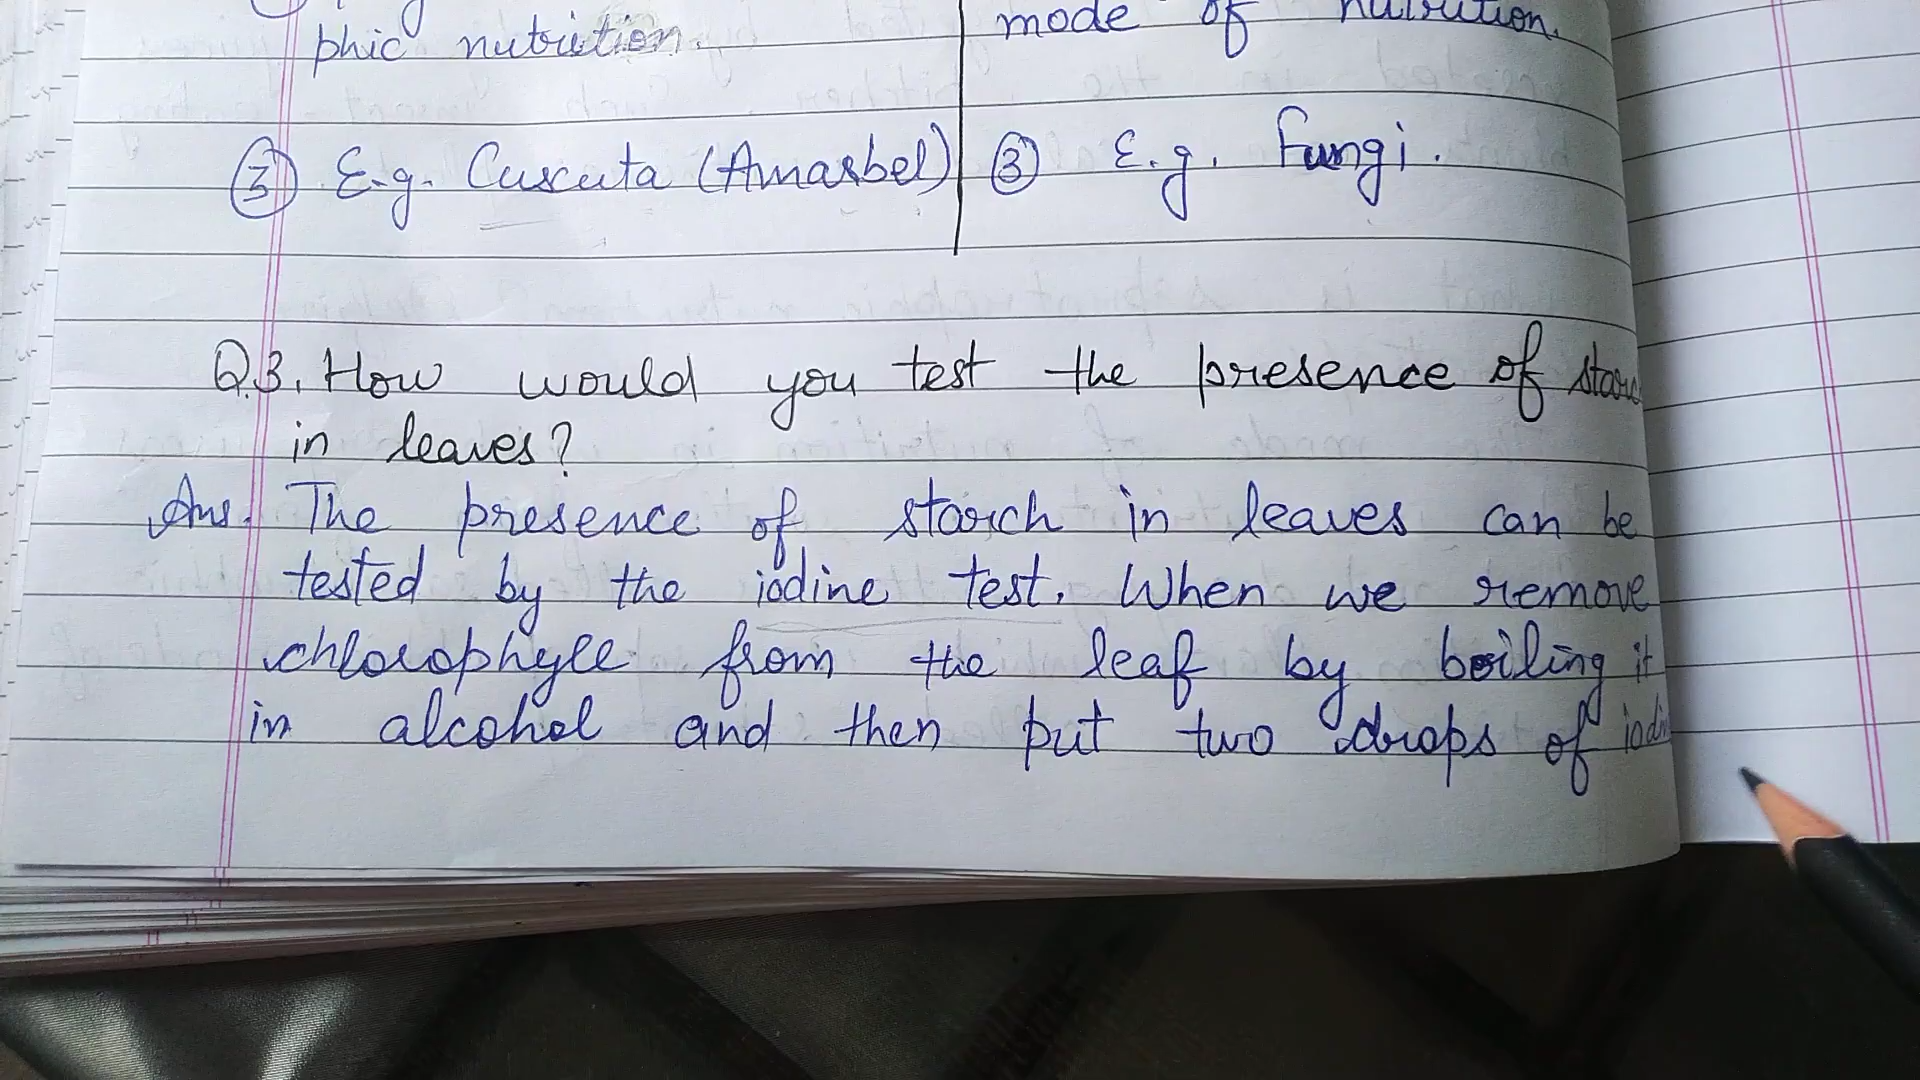 phic nutrition.
mode of nutrition.
③ E.g. Cuscuta (Amarbel)
③ E.g. Fungi.
Q.3. How would you test the presence of starc
in leaves?
Ans. The presence of starch in leaves can be
tested by the iodine test. When we remove
chlorophyll from the leaf by boiling it
in alcohol and then put two drops of iodi